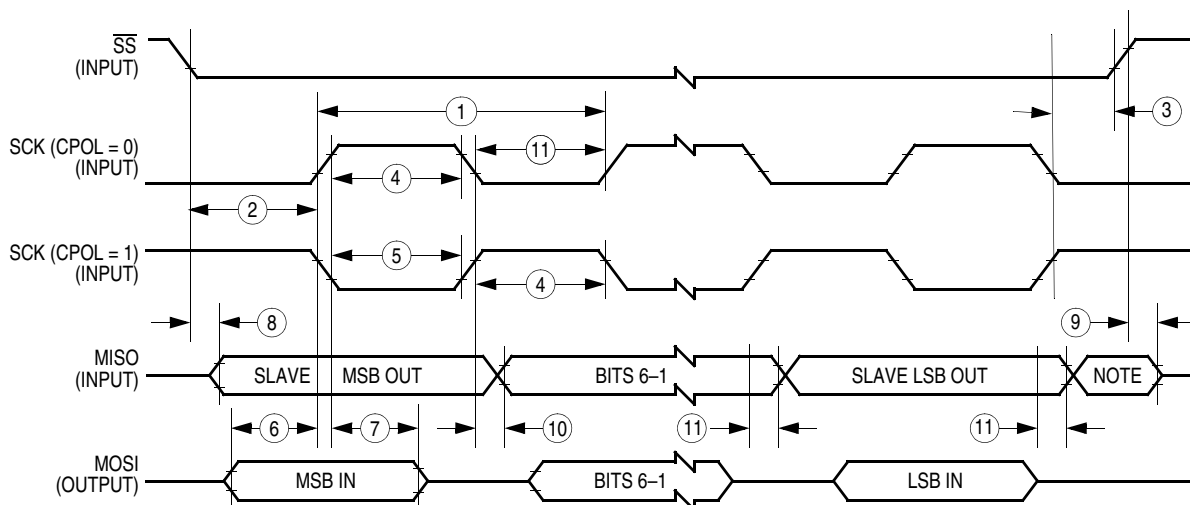 SS
(INPUT)
1
3
SCK (CPOL = 0)
(INPUT)
11
4
2
SCK (CPOL = 1)
(INPUT)
5
4
8
9
MISO
(INPUT)
SLAVE MSB OUT
BITS 6–1
SLAVE LSB OUT
NOTE
6
7
10
11
11
MOSI
(OUTPUT)
MSB IN
BITS 6–1
LSB IN